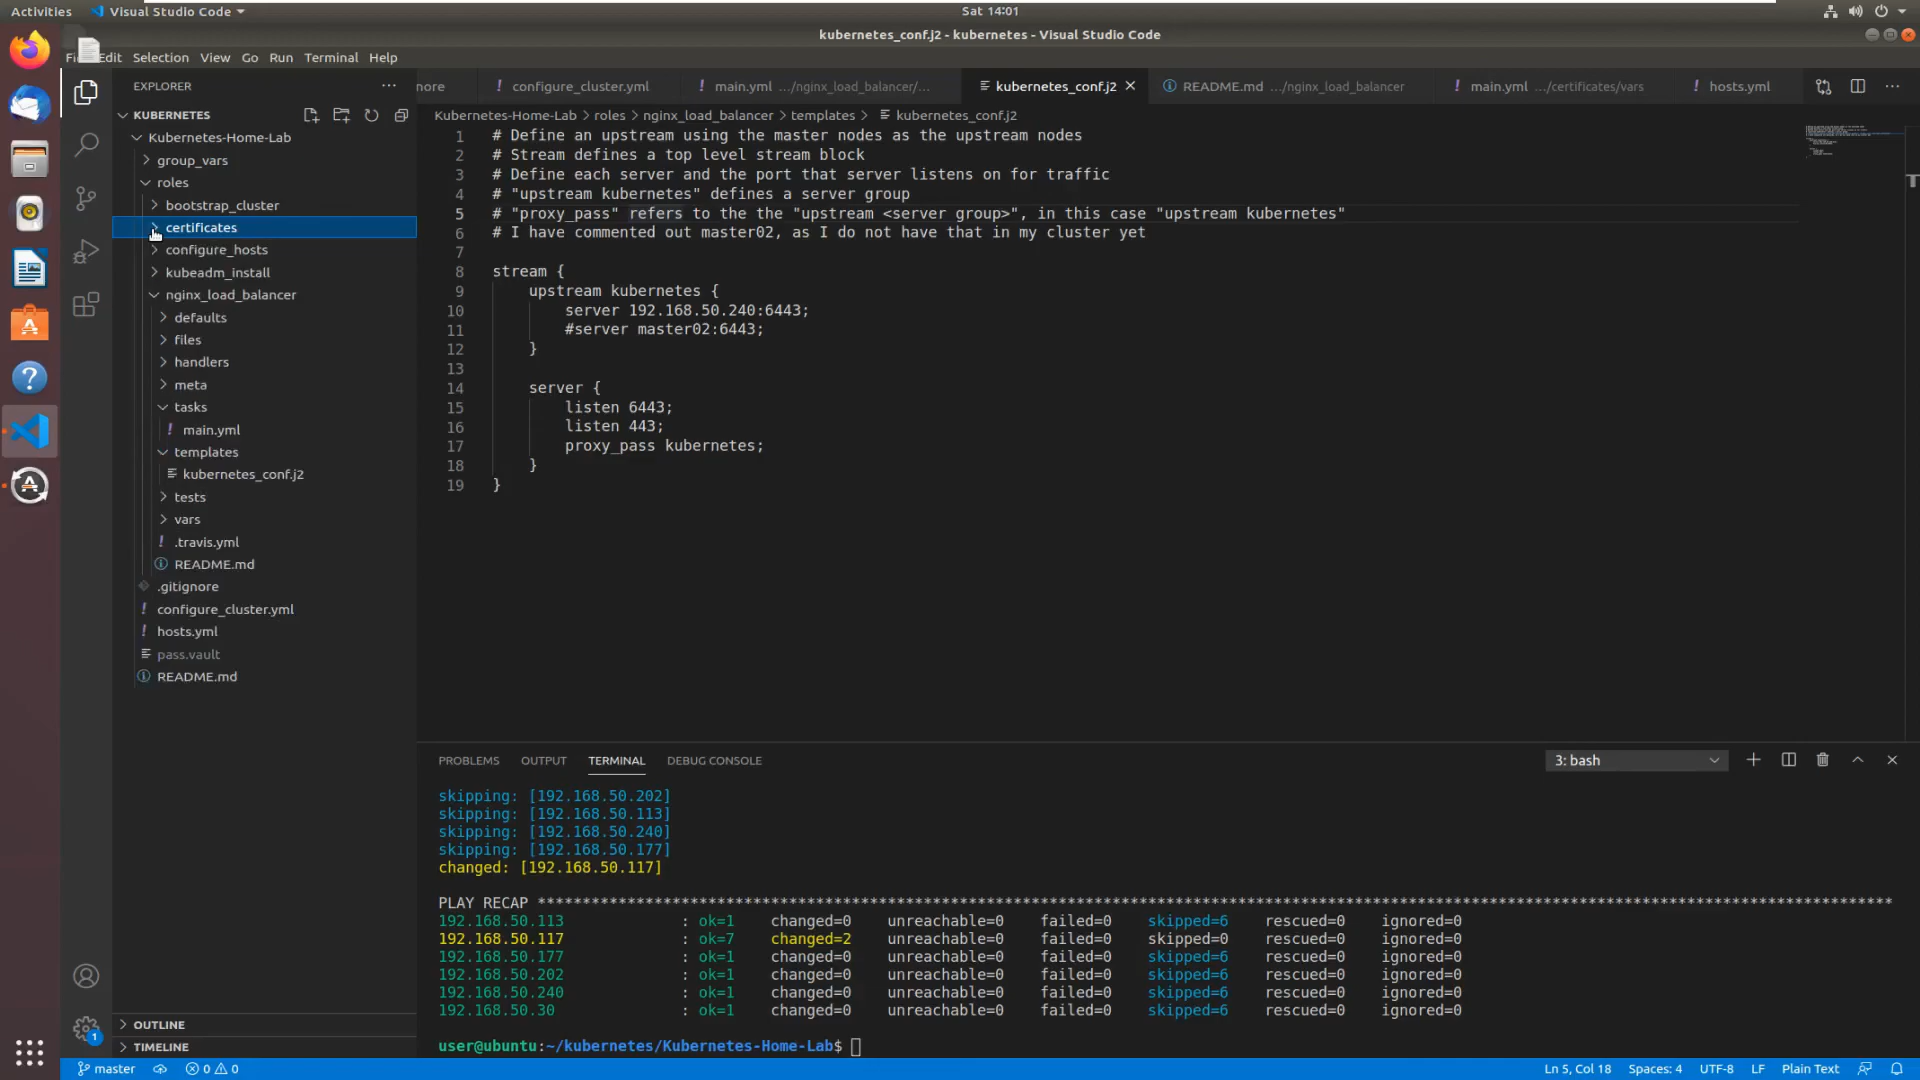 Activities
Visual Studio Code
Sat 14:01
kubernetes_conf.j2 - kubernetes - Visual Studio Code
Edit Selection View Go Run Terminal Help
EXPLORER
KUBERNETES
Kubernetes-Home-Lab
group_vars
roles
bootstrap_cluster
certificates
configure_hosts
kubeadm_install
nginx_load_balancer
defaults
files
handlers
meta
tasks
! main.yml
templates
kubernetes_conf.j2
tests
vars
! .travis.yml
README.md
.gitignore
! configure_cluster.yml
! hosts.yml
pass.vault
README.md
OUTLINE
TIMELINE
nore
! configure_cluster.yml
! main.yml .../nginx_load_balancer/...
kubernetes_conf.j2
README.md .../nginx_load_balancer
! main.yml .../certificates/vars
! hosts.yml
Kubernetes-Home-Lab > roles > nginx_load_balancer > templates > kubernetes_conf.j2
1 # Define an upstream using the master nodes as the upstream nodes
2 # Stream defines a top level stream block
3 # Define each server and the port that server listens on for traffic
4 # "upstream kubernetes" defines a server group
5 # "proxy_pass" refers to the the "upstream <server group>", in this case "upstream kubernetes"
6 # I have commented out master02, as I do not have that in my cluster yet
7
8 stream {
9 upstream kubernetes {
10 server 192.168.50.240:6443;
11 #server master02:6443;
12 }
13
14 server {
15 listen 6443;
16 listen 443;
17 proxy_pass kubernetes;
18 }
19 }
PROBLEMS OUTPUT TERMINAL DEBUG CONSOLE
3: bash
skipping: [192.168.50.202]
skipping: [192.168.50.113]
skipping: [192.168.50.240]
skipping: [192.168.50.177]
changed: [192.168.50.117]
PLAY RECAP **********************************************************************************************************************************************************
192.168.50.113 : ok=1 changed=0 unreachable=0 failed=0 skipped=6 rescued=0 ignored=0
192.168.50.117 : ok=7 changed=2 unreachable=0 failed=0 skipped=0 rescued=0 ignored=0
192.168.50.177 : ok=1 changed=0 unreachable=0 failed=0 skipped=6 rescued=0 ignored=0
192.168.50.202 : ok=1 changed=0 unreachable=0 failed=0 skipped=6 rescued=0 ignored=0
192.168.50.240 : ok=1 changed=0 unreachable=0 failed=0 skipped=6 rescued=0 ignored=0
192.168.50.30 : ok=1 changed=0 unreachable=0 failed=0 skipped=6 rescued=0 ignored=0
user@ubuntu:~/kubernetes/Kubernetes-Home-Lab$
1
master
0 0
Ln 5, Col 18 Spaces: 4 UTF-8 LF Plain Text